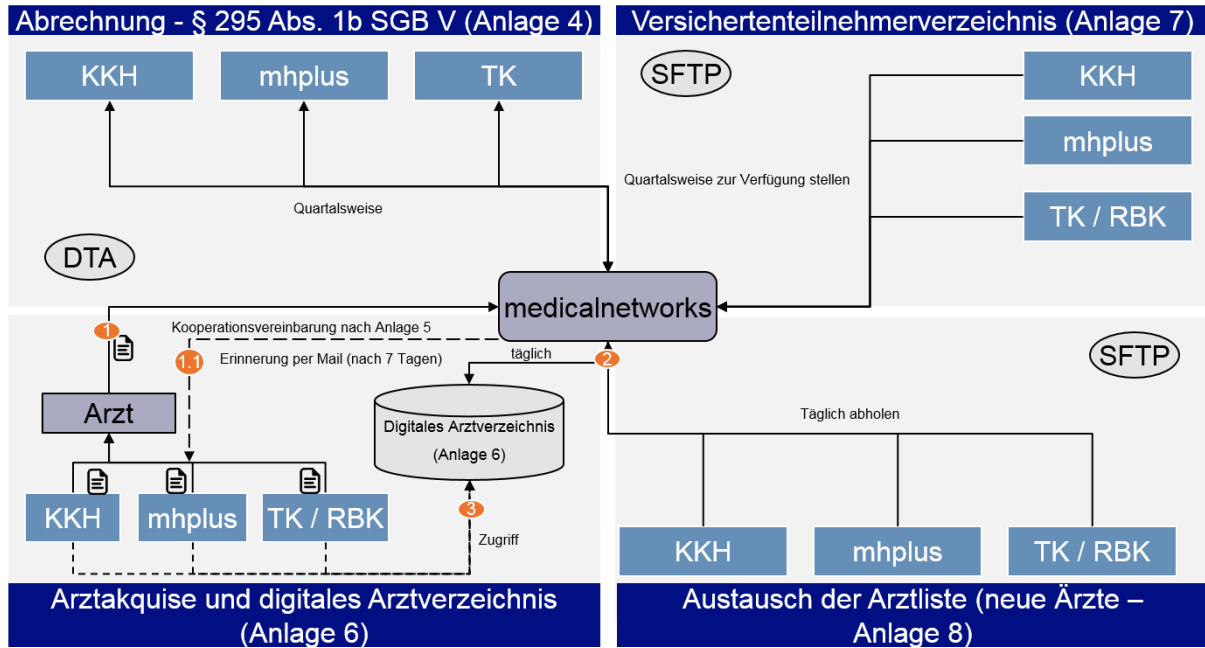 Abrechnung - § 295 Abs. 1b SGB V (Anlage 4)
KKH
mhplus
TK
Quartalsweise
DTA
Versichertenteilnehmerverzeichnis (Anlage 7)
SFTP
KKH
mhplus
Quartalsweise zur Verfügung stellen
TK / RBK
medicalnetworks
1
Kooperationsvereinbarung nach Anlage 5
1.1
Erinnerung per Mail (nach 7 Tagen)
täglich
2
Arzt
Digitales Arztverzeichnis
(Anlage 6)
KKH
mhplus
TK / RBK
3
Zugriff
Arztakquise und digitales Arztverzeichnis
(Anlage 6)
SFTP
Täglich abholen
KKH
mhplus
TK / RBK
Austausch der Arztliste (neue Ärzte –
Anlage 8)